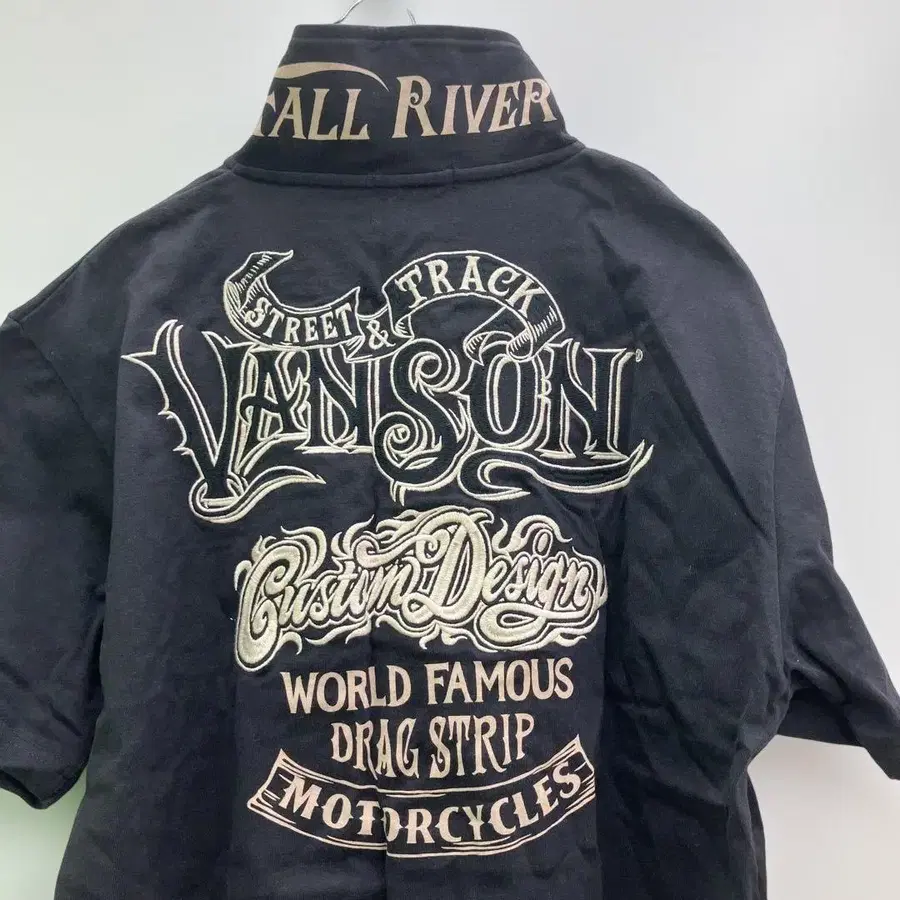 FALL RIVER
STREET & TRACK
VANSON®
Custom Design
WORLD FAMOUS
DRAG STRIP
MOTORCYCLES